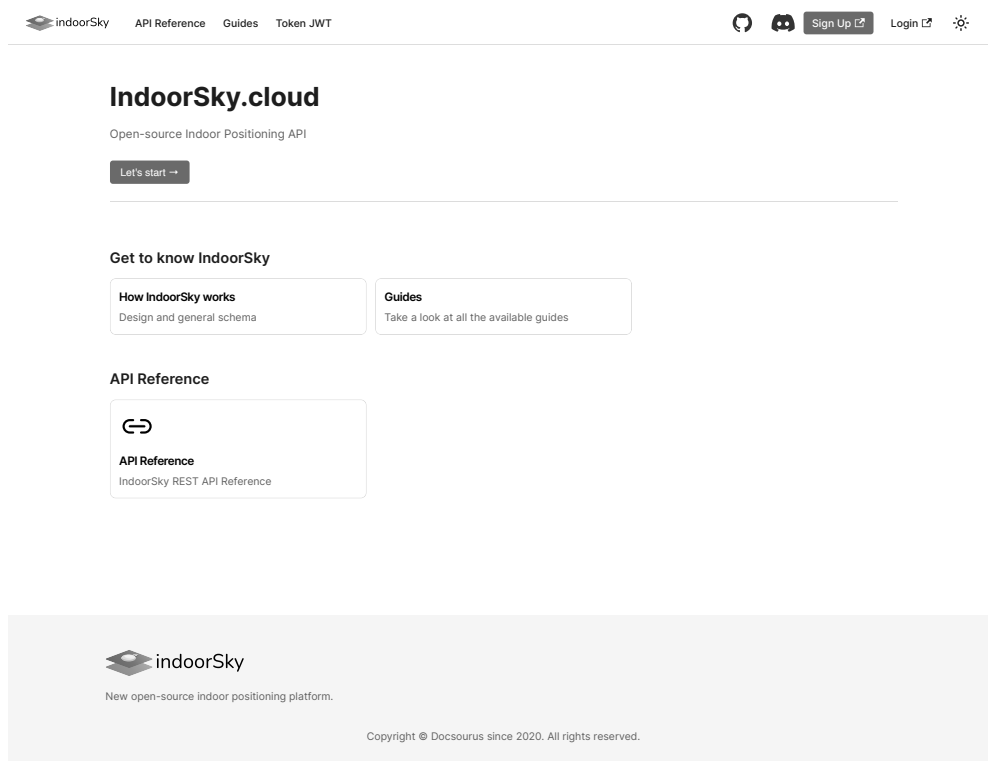 indoorSky
API Reference
Guides
Token JWT
Sign Up
Login
IndoorSky.cloud
Open-source Indoor Positioning API
Let's start →
Get to know IndoorSky
How IndoorSky works
Design and general schema
Guides
Take a look at all the available guides
API Reference
API Reference
IndoorSky REST API Reference
indoorSky
New open-source indoor positioning platform.
Copyright © Docsourus since 2020. All rights reserved.